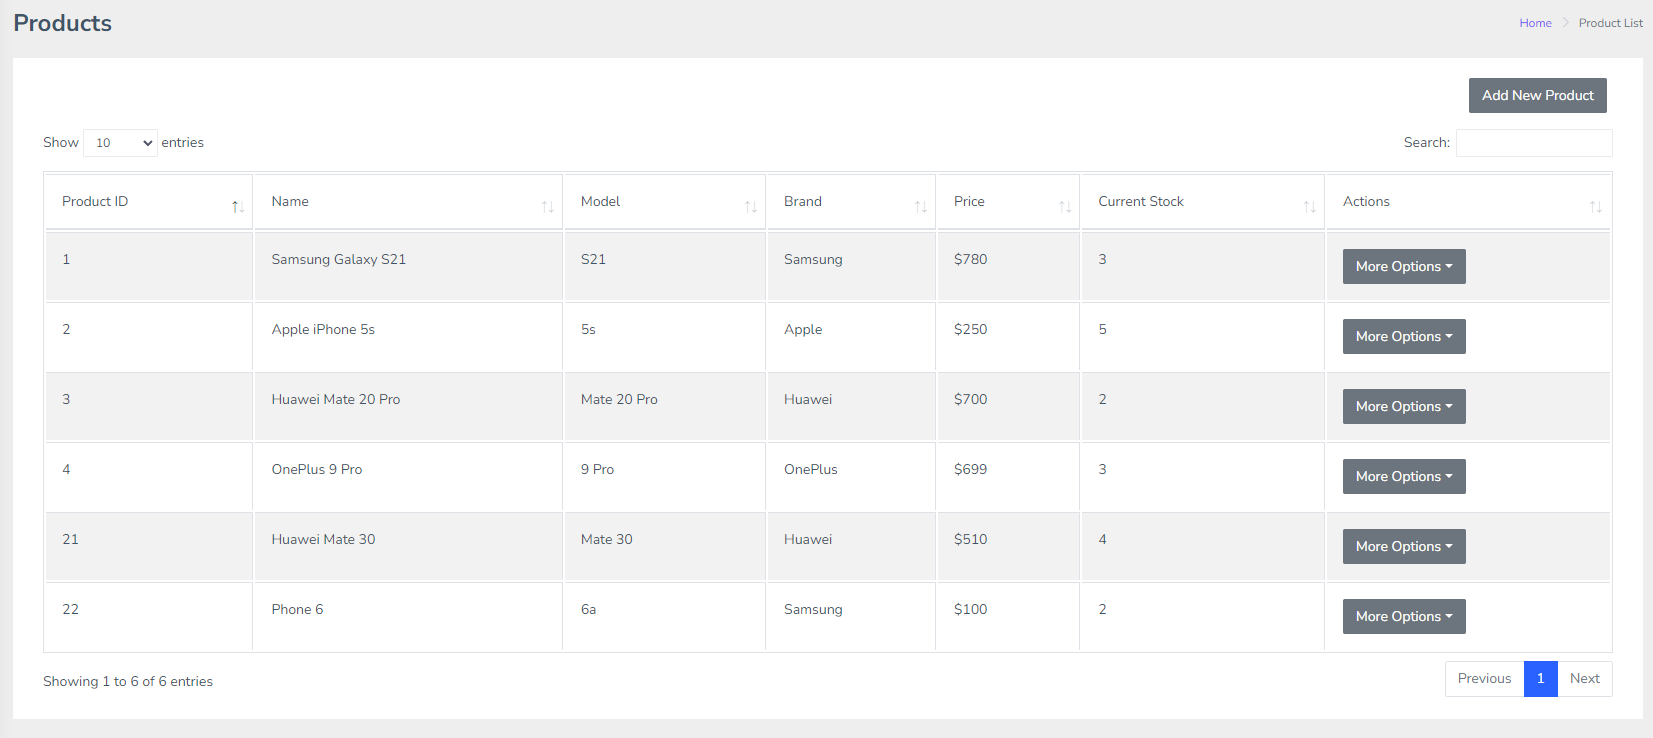 Products
Home Product List
Add New Product
Show 10 entries Search:
Product ID Name Model Brand Price Current Stock Actions
1 Samsung Galaxy S21 S21 Samsung $780 3 More Options
2 Apple iPhone 5s 5s Apple $250 5 More Options
3 Huawei Mate 20 Pro Mate 20 Pro Huawei $700 2 More Options
4 OnePlus 9 Pro 9 Pro OnePlus $699 3 More Options
21 Huawei Mate 30 Mate 30 Huawei $510 4 More Options
22 Phone 6 6a Samsung $100 2 More Options
Showing 1 to 6 of 6 entries Previous 1 Next